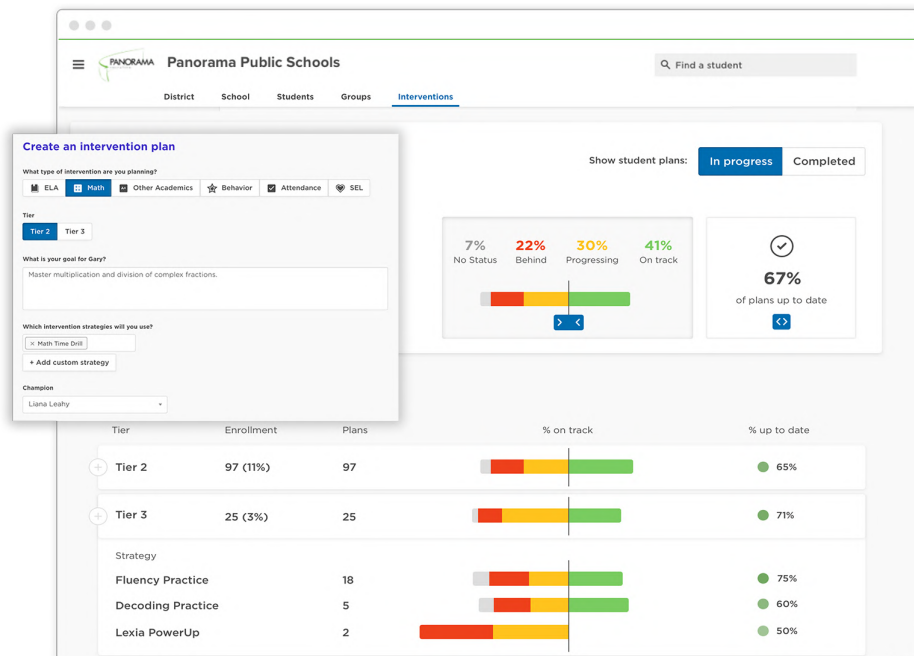 PANORAMA
Panorama Public Schools
Find a student
District School Students Groups Interventions
Create an intervention plan
What type of intervention are you planning?
ELA Math Other Academics Behavior Attendance SEL
Tier
Tier 2 Tier 3
What is your goal for Gary?
Master multiplication and division of complex fractions.
Which intervention strategies will you use?
× Math Time Drill
+ Add custom strategy
Champion
Liana Leahy
Show student plans: In progress Completed
7% 22% 30% 41%
No Status Behind Progressing On track
67%
of plans up to date
Tier Enrollment Plans % on track % up to date
Tier 2 97 (11%) 97 65%
Tier 3 25 (3%) 25 71%
Strategy
Fluency Practice 18 75%
Decoding Practice 5 60%
Lexia PowerUp 2 50%